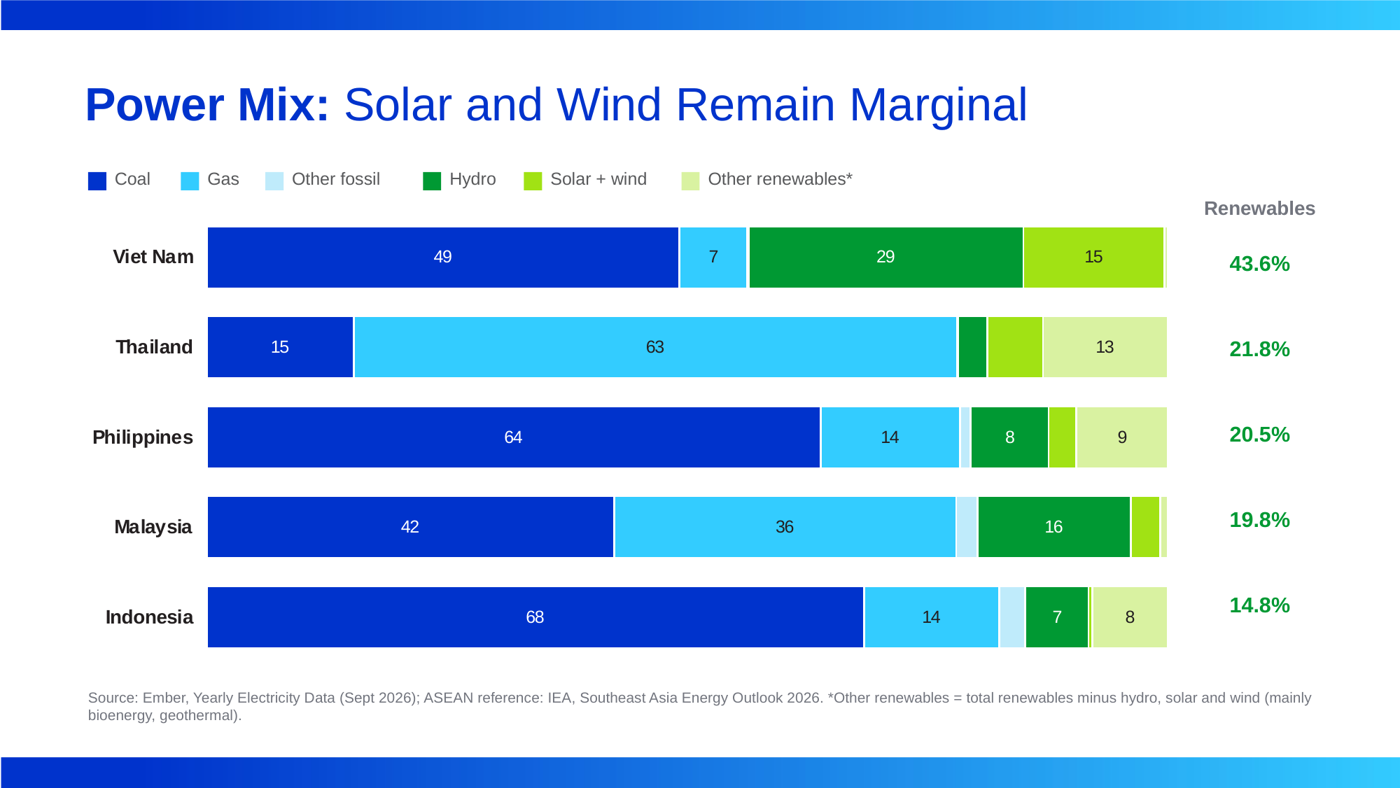 Power Mix: Solar and Wind Remain Marginal
Coal Gas Other fossil Hydro Solar + wind Other renewables*
Renewables
Viet Nam 49 7 29 15 43.6%
Thailand 15 63 13 21.8%
Philippines 64 14 8 9 20.5%
Malaysia 42 36 16 19.8%
Indonesia 68 14 7 8 14.8%
Source: Ember, Yearly Electricity Data (Sept 2026); ASEAN reference: IEA, Southeast Asia Energy Outlook 2026. *Other renewables = total renewables minus hydro, solar and wind (mainly
bioenergy, geothermal).